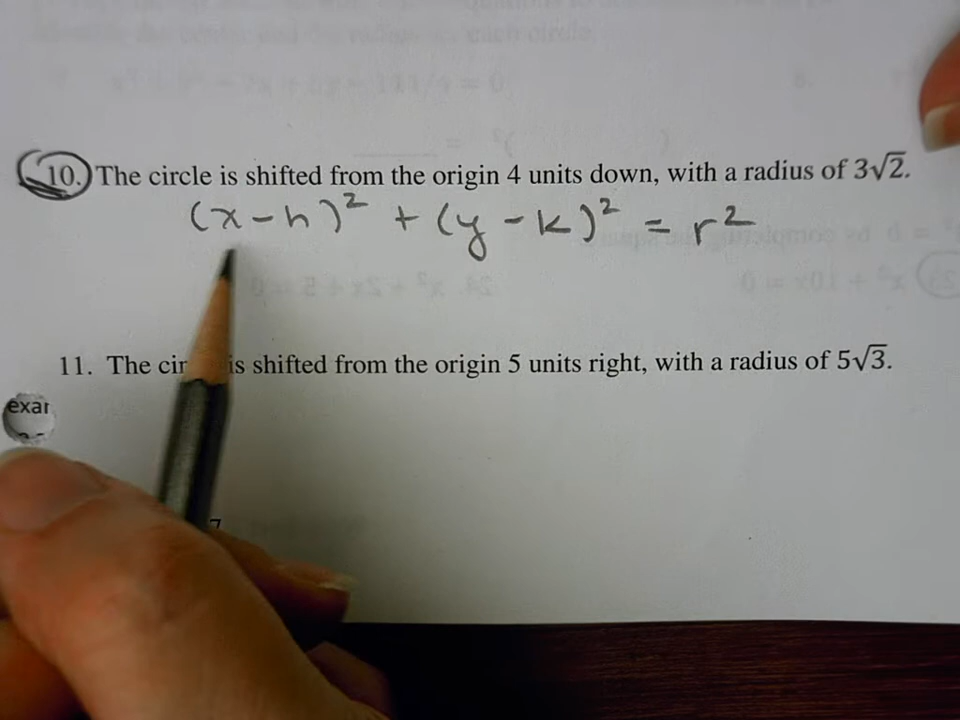 10. The circle is shifted from the origin 4 units down, with a radius of 3√2.
(x - h)² + (y - k)² = r²
11. The cir is shifted from the origin 5 units right, with a radius of 5√3.
exar
7